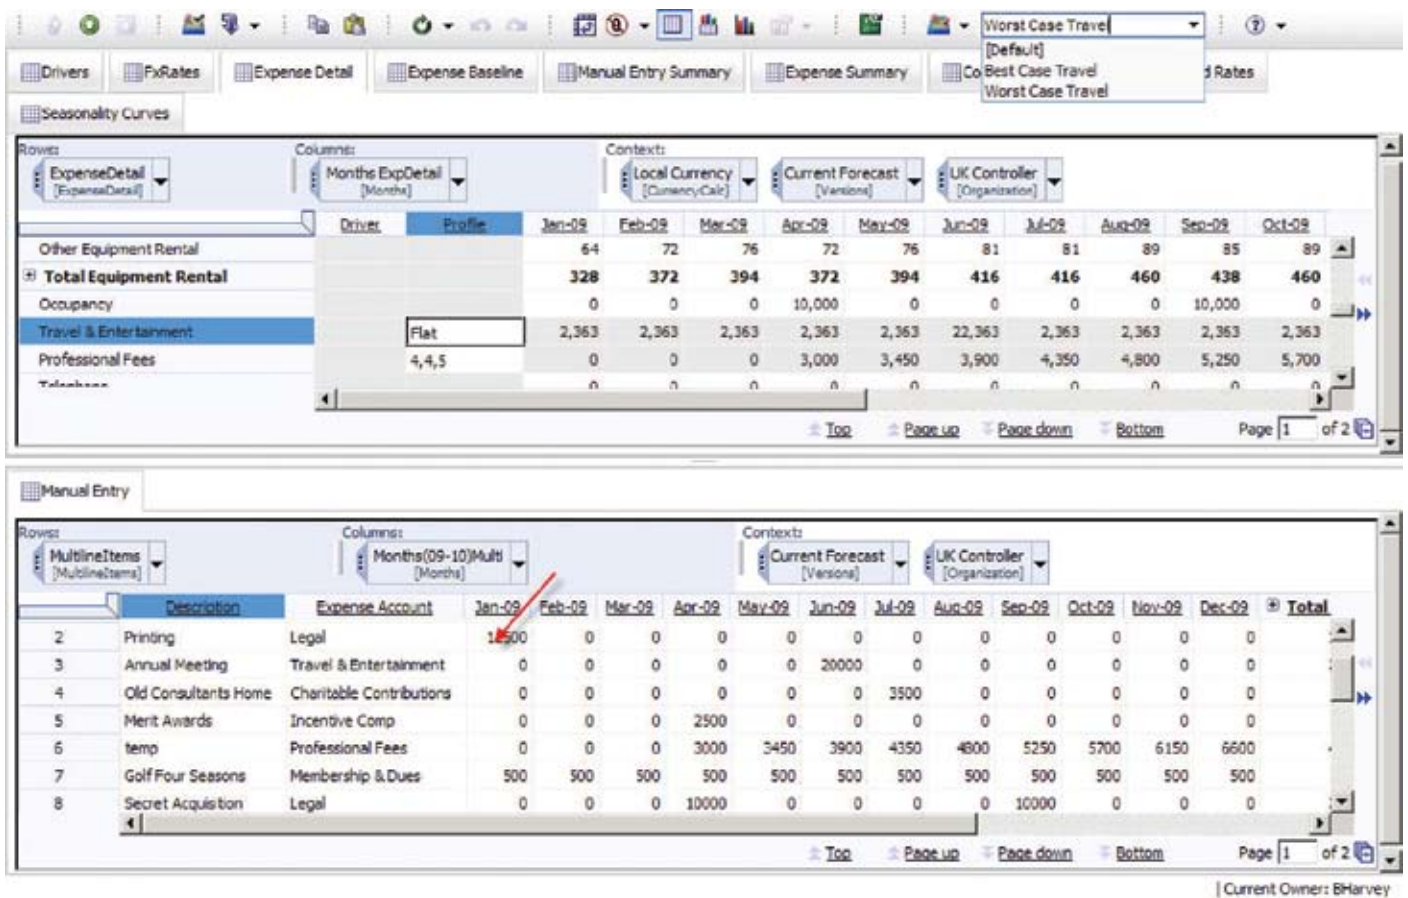 Worst Case Travel
[Default]
Best Case Travel
Worst Case Travel
Drivers FxRates Expense Detail Expense Baseline Manual Entry Summary Expense Summary Co d Rates
Seasonality Curves
Rows: Columns: Context:
ExpenseDetail Months ExpDetail Local Currency Current Forecast UK Controller
[ExpenseDetail] [Months] [CurrencyCalc] [Versions] [Organization]
Driver Profile Jan-09 Feb-09 Mar-09 Apr-09 May-09 Jun-09 Jul-09 Aug-09 Sep-09 Oct-09
Other Equipment Rental 64 72 76 72 76 81 81 89 85 89
Total Equipment Rental 328 372 394 372 394 416 416 460 438 460
Occupancy 0 0 0 10,000 0 0 0 0 10,000 0
Travel & Entertainment Flat 2,363 2,363 2,363 2,363 2,363 22,363 2,363 2,363 2,363 2,363
Professional Fees 4,4,5 0 0 0 3,000 3,450 3,900 4,350 4,800 5,250 5,700
Telephone 0 0 0 0 0 0 0 0 0 0
Top Page up Page down Bottom Page 1 of 2
Manual Entry
Rows: Columns: Context:
MultilineItems Months(09-10)Multi Current Forecast UK Controller
[MultilineItems] [Months] [Versions] [Organization]
Description Expense Account Jan-09 Feb-09 Mar-09 Apr-09 May-09 Jun-09 Jul-09 Aug-09 Sep-09 Oct-09 Nov-09 Dec-09 Total
2 Printing Legal 0 0 0 0 0 0 0 0 0 0 0
3 Annual Meeting Travel & Entertainment 0 0 0 0 0 20000 0 0 0 0 0 0
4 Old Consultants Home Charitable Contributions 0 0 0 0 0 0 3500 0 0 0 0 0
5 Merit Awards Incentive Comp 0 0 0 2500 0 0 0 0 0 0 0 0
6 temp Professional Fees 0 0 0 3000 3450 3900 4350 4800 5250 5700 6150 6600
7 Golf Four Seasons Membership & Dues 500 500 500 500 500 500 500 500 500 500 500 500
8 Secret Acquisition Legal 0 0 0 10000 0 0 0 0 10000 0 0 0
Top Page up Page down Bottom Page 1 of 2
Current Owner: BHarvey